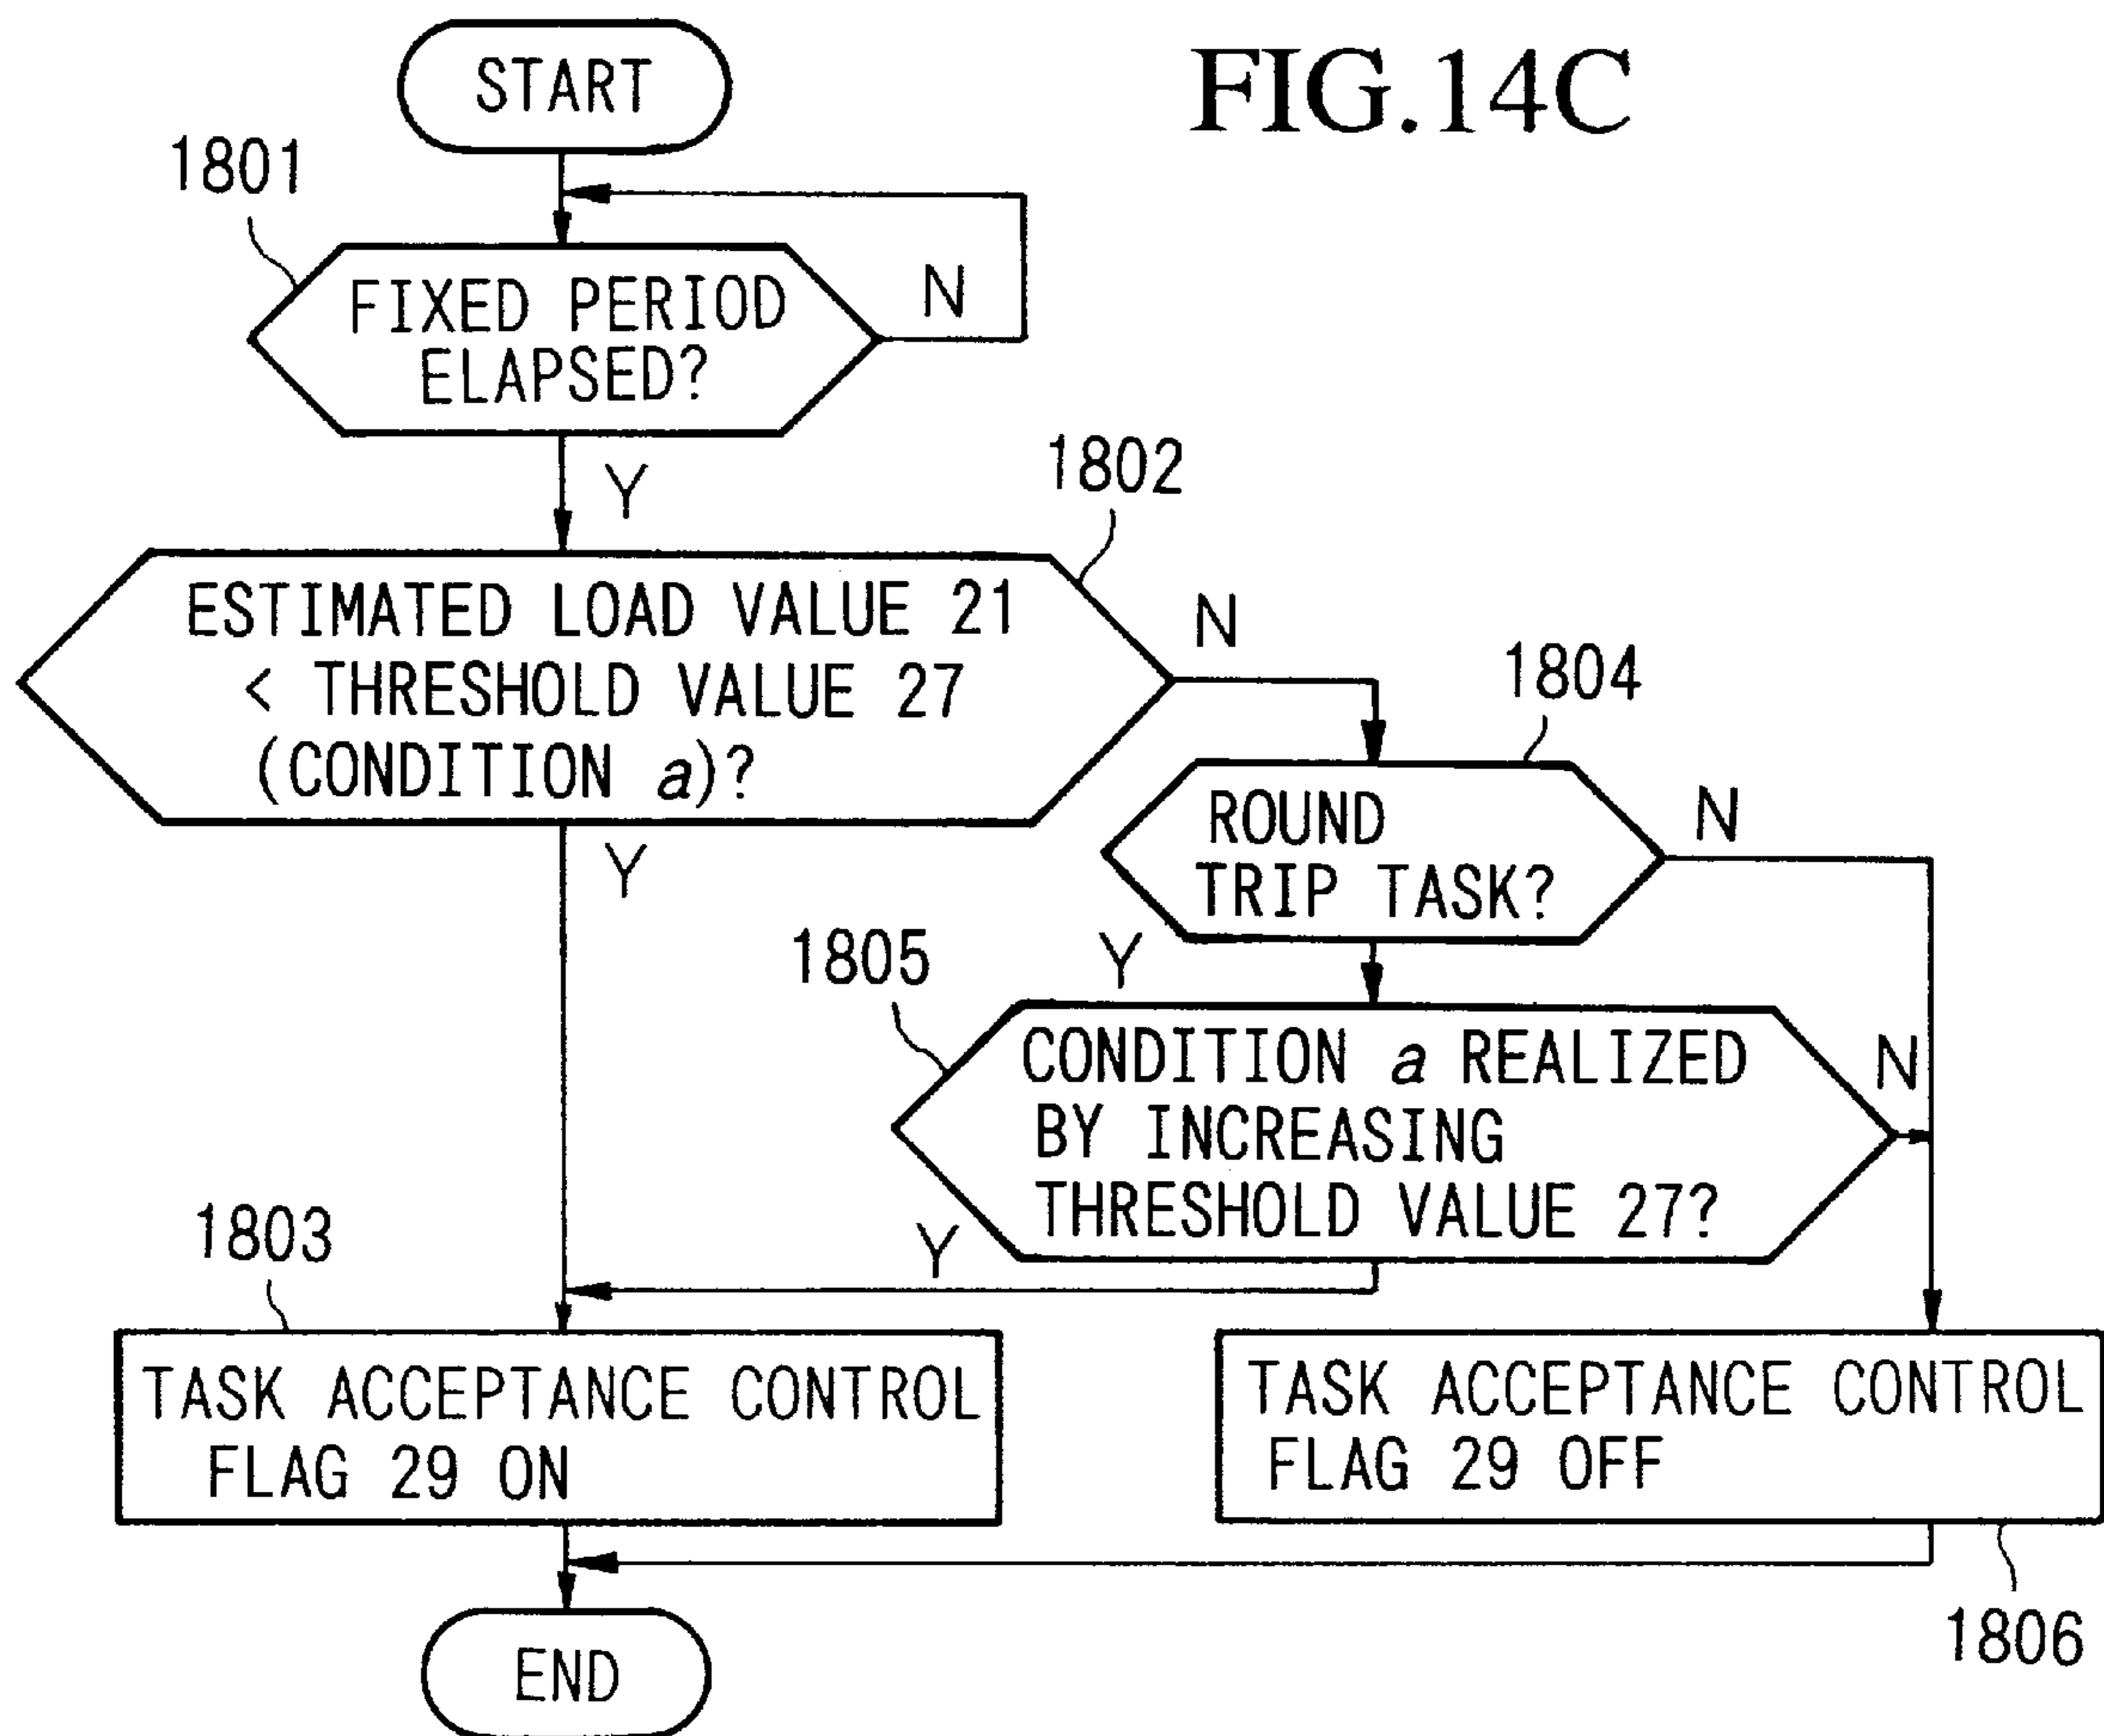 FIG.14C
START
1801
FIXED PERIOD
ELAPSED?
N
Y
1802
ESTIMATED LOAD VALUE 21
< THRESHOLD VALUE 27
(CONDITION a)?
N
Y
1804
ROUND
TRIP TASK?
N
Y
1805
CONDITION a REALIZED
BY INCREASING
THRESHOLD VALUE 27?
N
Y
1803
TASK ACCEPTANCE CONTROL
FLAG 29 ON
TASK ACCEPTANCE CONTROL
FLAG 29 OFF
1806
END